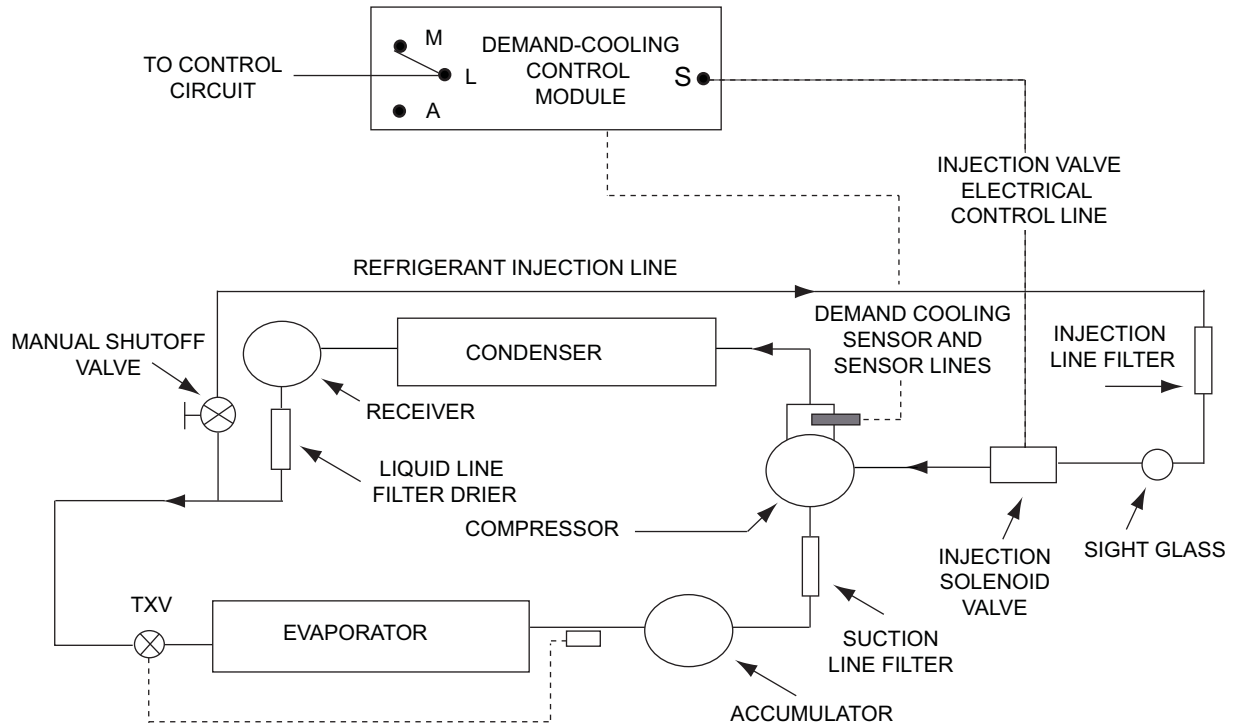 M
DEMAND-COOLING
CONTROL
MODULE
TO CONTROL
CIRCUIT
L
S
A
INJECTION VALVE
ELECTRICAL
CONTROL LINE
REFRIGERANT INJECTION LINE
MANUAL SHUTOFF
VALVE
CONDENSER
DEMAND COOLING
SENSOR AND
SENSOR LINES
INJECTION
LINE FILTER
RECEIVER
LIQUID LINE
FILTER DRIER
COMPRESSOR
INJECTION
SOLENOID
VALVE
SIGHT GLASS
TXV
EVAPORATOR
SUCTION
LINE FILTER
ACCUMULATOR